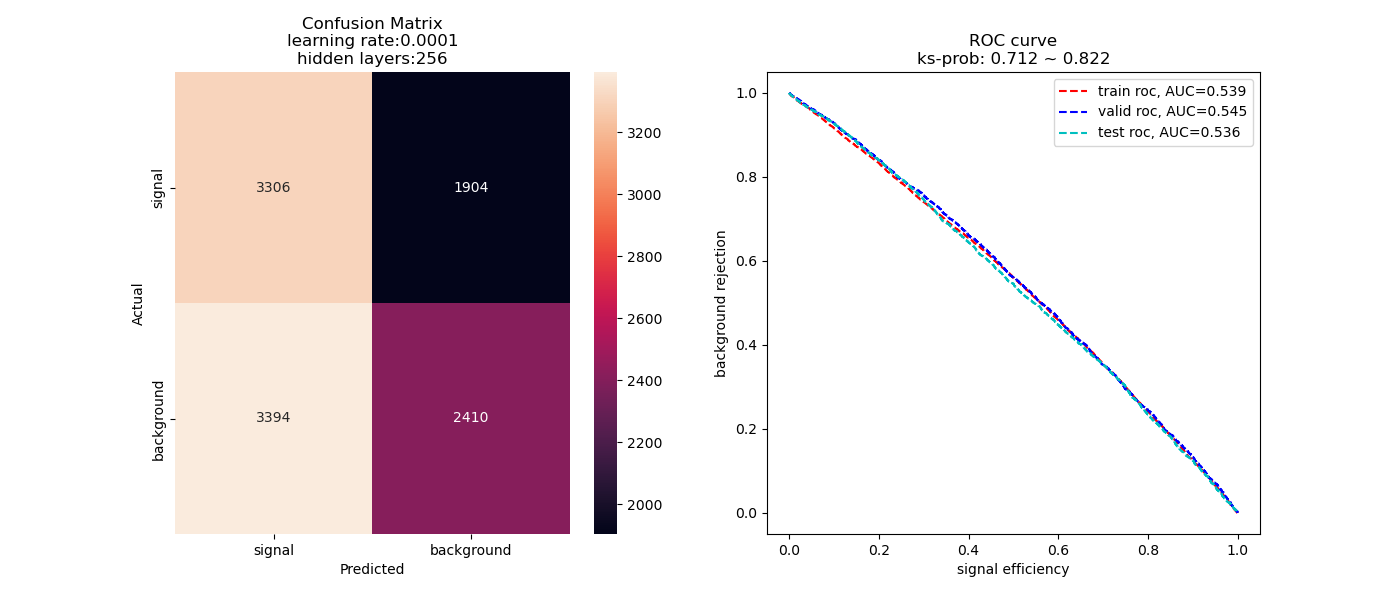 Confusion Matrix
learning rate:0.0001
hidden layers:256
signal
background
Actual
3306
1904
3394
2410
signal
background
Predicted
3200
3000
2800
2600
2400
2200
2000
ROC curve
ks-prob: 0.712 ~ 0.822
train roc, AUC=0.539
valid roc, AUC=0.545
test roc, AUC=0.536
background rejection
1.0
0.8
0.6
0.4
0.2
0.0
0.0
0.2
0.4
0.6
0.8
1.0
signal efficiency